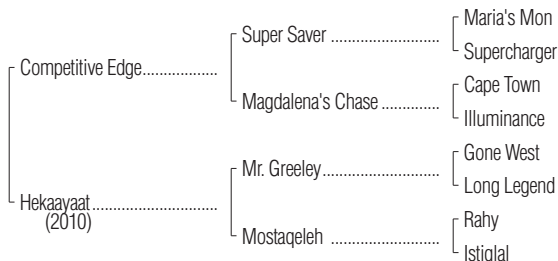 Maria's Mon
Super Saver ..............................
Supercharger
Competitive Edge....................
Cape Town
Magdalena's Chase ................
Illuminance
Gone West
Mr. Greeley................................
Long Legend
Hekaayaat...................................
(2010)
Rahy
Mostaqeleh ..............................
Istiqlal